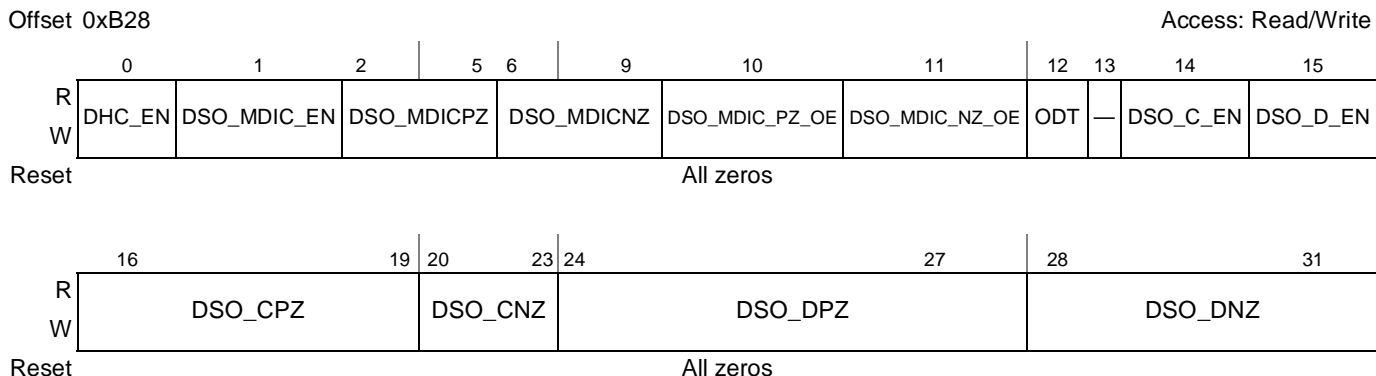 Offset 0xB28 Access: Read/Write
0 1 2 5 6 9 10 11 12 13 14 15
R
DHC_EN DSO_MDIC_EN DSO_MDICPZ DSO_MDICNZ DSO_MDIC_PZ_OE DSO_MDIC_NZ_OE ODT — DSO_C_EN DSO_D_EN
W
Reset All zeros
16 19 20 23 24 27 28 31
R
DSO_CPZ DSO_CNZ DSO_DPZ DSO_DNZ
W
Reset All zeros